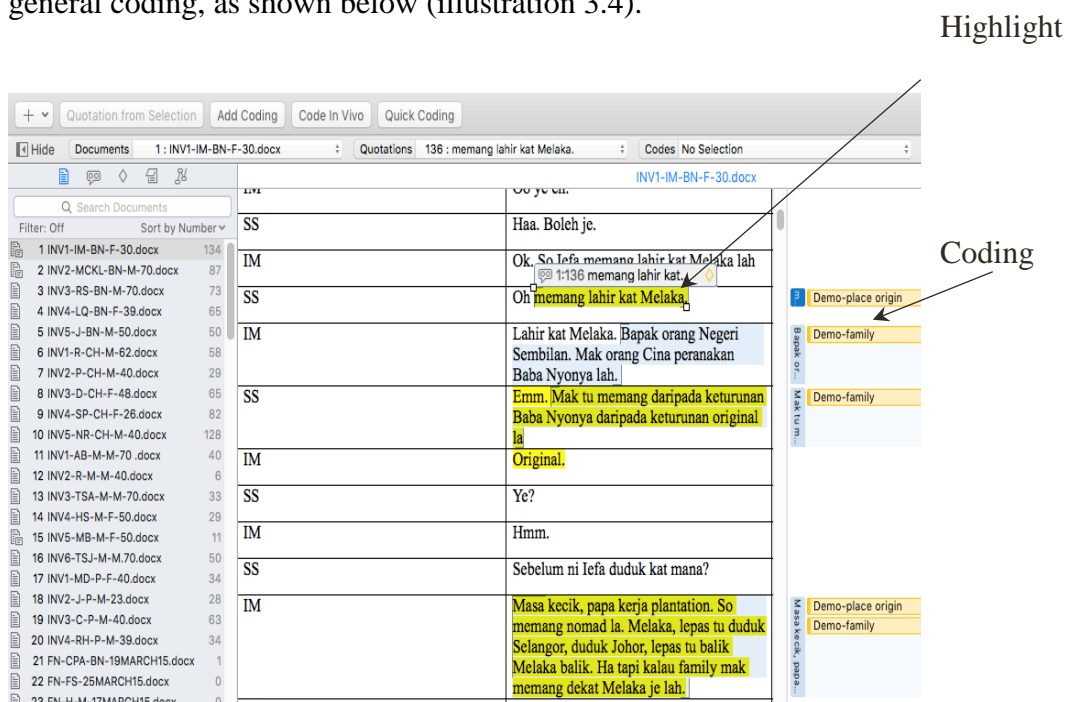 general coding, as shown below (illustration 3.4).
Highlight
Quotation from Selection Add Coding Code In Vivo Quick Coding
Hide Documents 1 : INV1-IM-BN-F-30.docx Quotations 136 : memang lahir kat Melaka. Codes No Selection
INV1-IM-BN-F-30.docx
Search Documents
Filter: Off Sort by Number
1 INV1-IM-BN-F-30.docx 134
2 INV2-MCKL-BN-M-70.docx 87
3 INV3-RS-BN-M-70.docx 73
4 INV4-LQ-BN-F-39.docx 65
5 INV5-J-BN-M-50.docx 50
6 INV1-R-CH-M-62.docx 58
7 INV2-P-CH-M-40.docx 29
8 INV3-D-CH-F-48.docx 65
9 INV4-SP-CH-F-26.docx 82
10 INV5-NR-CH-M-40.docx 128
11 INV1-AB-M-M-70 .docx 40
12 INV2-R-M-M-40.docx 6
13 INV3-TSA-M-M-70.docx 33
14 INV4-HS-M-F-50.docx 29
15 INV5-MB-M-F-50.docx 11
16 INV6-TSJ-M-M.70.docx 50
17 INV1-MD-P-F-40.docx 34
18 INV2-J-P-M-23.docx 28
19 INV3-C-P-M-40.docx 63
20 INV4-RH-P-M-39.docx 34
21 FN-CPA-BN-19MARCH15.docx 1
22 FN-FS-25MARCH15.docx 0
23 FN-H-M-17MARCH15.docx 0
IM
SS Haa. Boleh je.
IM Ok. So Iefa memang lahir kat Melaka lah
1:136 memang lahir kat...
SS Oh memang lahir kat Melaka.
IM Lahir kat Melaka. Bapak orang Negeri
Sembilan. Mak orang Cina peranakan
Baba Nyonya lah.
SS Emm. Mak tu memang daripada keturunan
Baba Nyonya daripada keturunan original
la
IM Original.
SS Ye?
IM Hmm.
SS Sebelum ni Iefa duduk kat mana?
IM Masa kecik, papa kerja plantation. So
memang nomad la. Melaka, lepas tu duduk
Selangor, duduk Johor, lepas tu balik
Melaka balik. Ha tapi kalau family mak
memang dekat Melaka je lah.
Coding
m.. Demo-place origin
Bapak or... Demo-family
Mak tu m... Demo-family
Masa kecik, papa... Demo-place origin
Demo-family